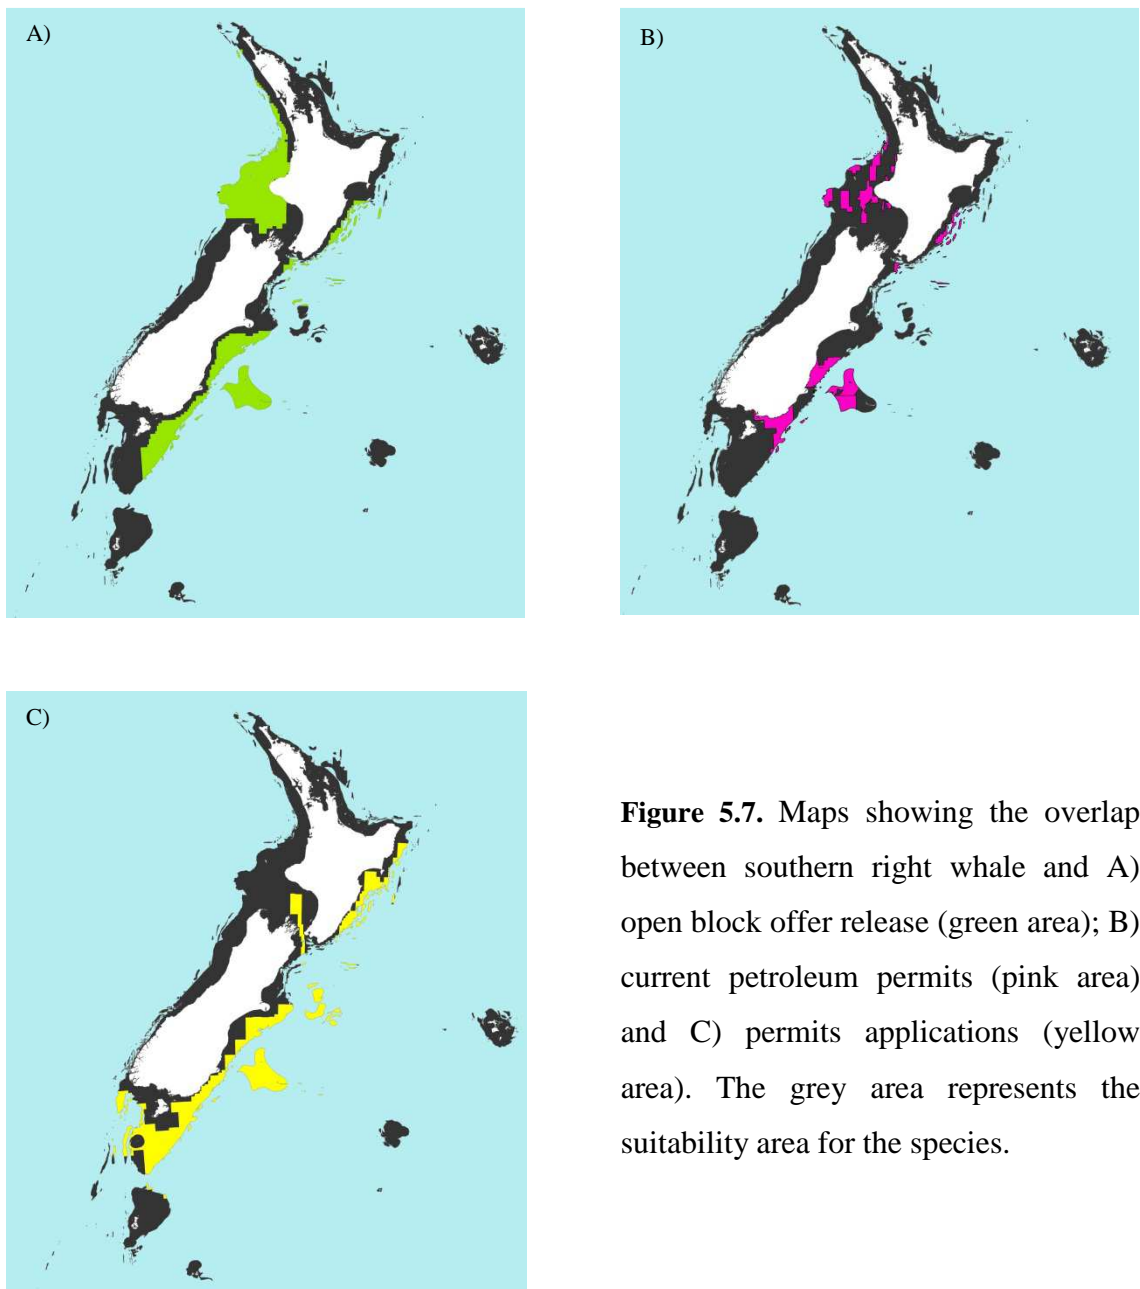 A)
B)
C)
Figure 5.7. Maps showing the overlap
between southern right whale and A)
open block offer release (green area); B)
current petroleum permits (pink area)
and C) permits applications (yellow
area). The grey area represents the
suitability area for the species.